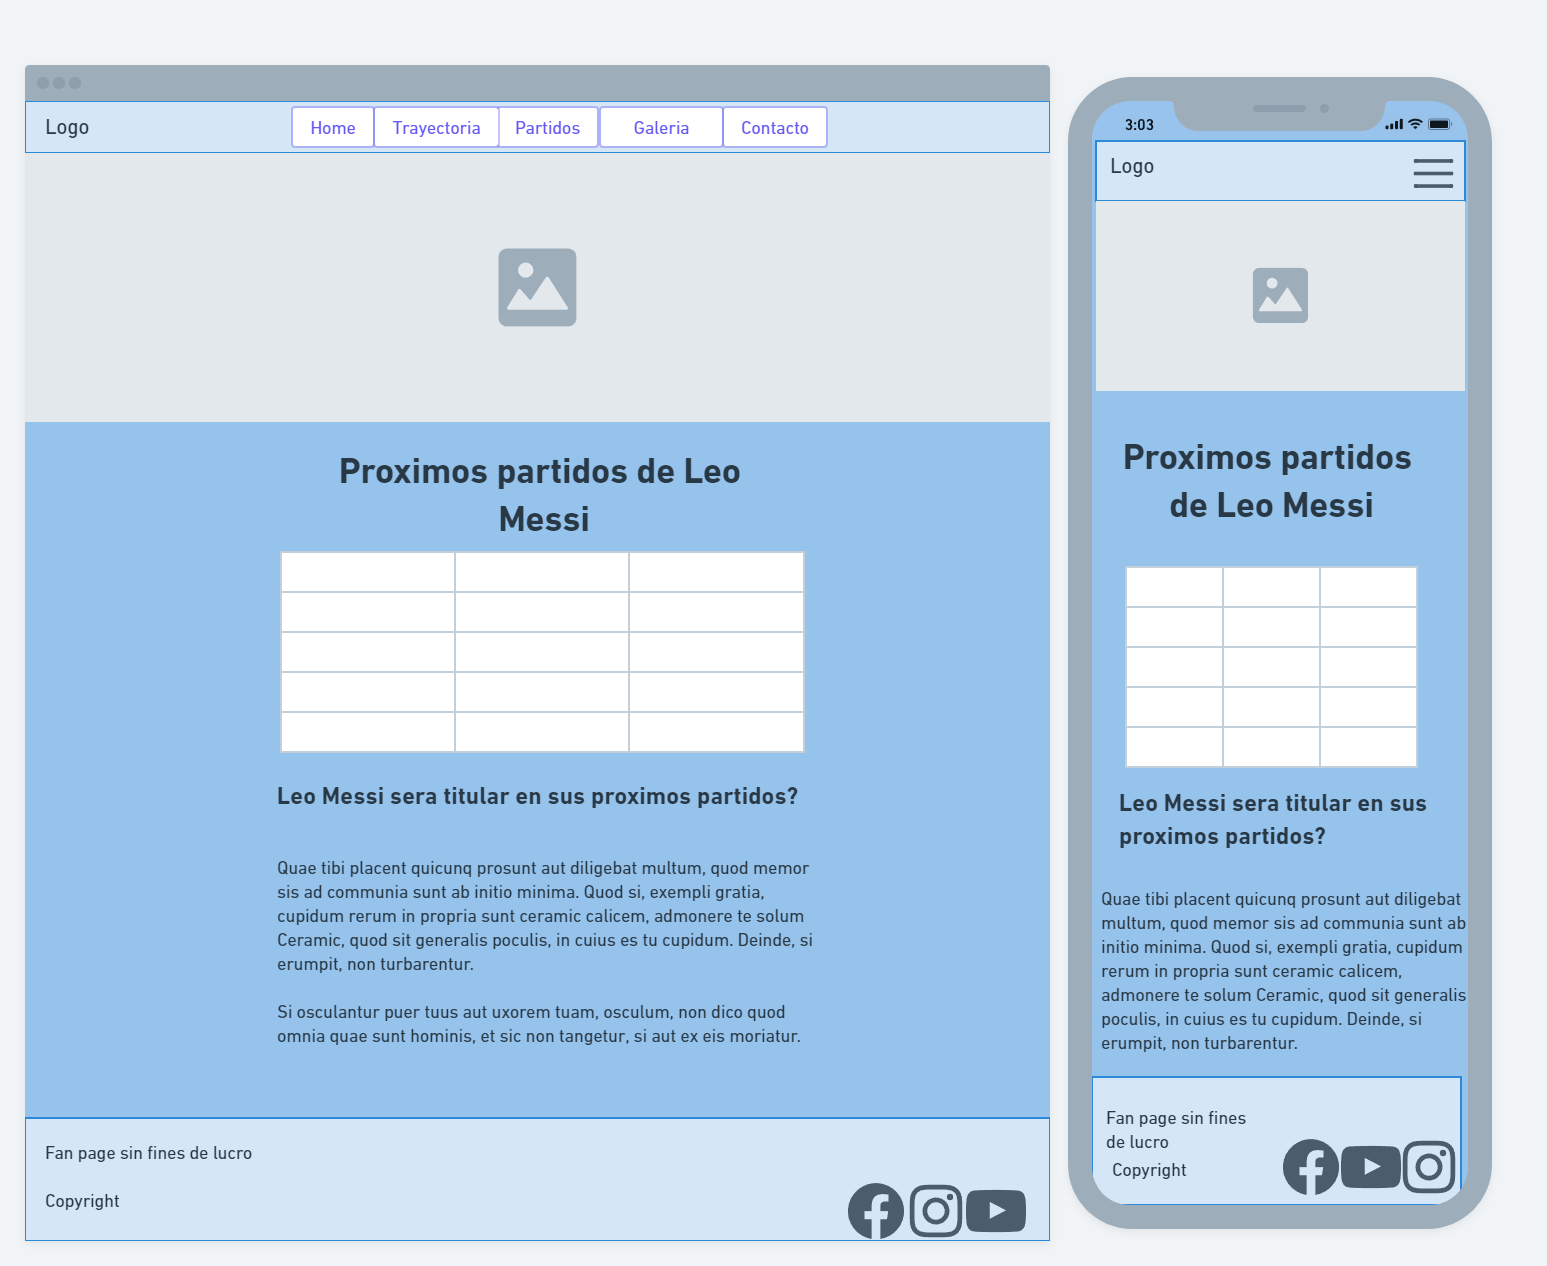 Logo
Home
Trayectoria
Partidos
Galeria
Contacto
Proximos partidos de Leo
Messi
Leo Messi sera titular en sus proximos partidos?
Quae tibi placent quicunq prosunt aut diligebat multum, quod memor
sis ad communia sunt ab initio minima. Quod si, exempli gratia,
cupidum rerum in propria sunt ceramic calicem, admonere te solum
Ceramic, quod sit generalis poculis, in cuius es tu cupidum. Deinde, si
erumpit, non turbarentur.
Si osculantur puer tuus aut uxorem tuam, osculum, non dico quod
omnia quae sunt hominis, et sic non tangetur, si aut ex eis moriatur.
Fan page sin fines de lucro
Copyright
3:03
Logo
Proximos partidos
de Leo Messi
Leo Messi sera titular en sus
proximos partidos?
Quae tibi placent quicunq prosunt aut diligebat
multum, quod memor sis ad communia sunt ab
initio minima. Quod si, exempli gratia, cupidum
rerum in propria sunt ceramic calicem,
admonere te solum Ceramic, quod sit generalis
poculis, in cuius es tu cupidum. Deinde, si
erumpit, non turbarentur.
Fan page sin fines
de lucro
Copyright